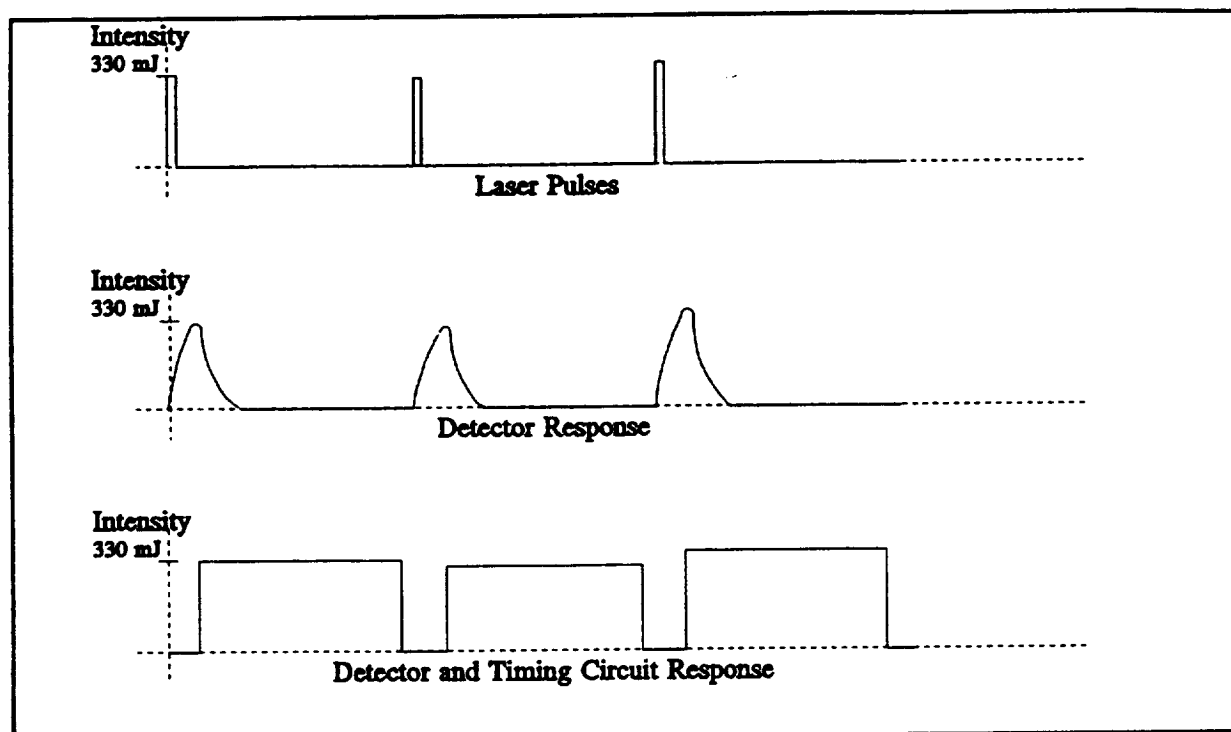 Intensity
330 mJ
Laser Pulses
Intensity
330 mJ
Detector Response
Intensity
330 mJ
Detector and Timing Circuit Response